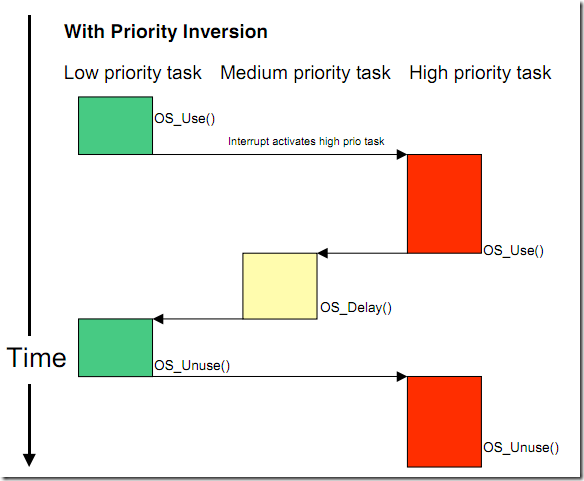 With Priority Inversion
Low priority task Medium priority task High priority task
OS_Use()
Interrupt activates high prio task
OS_Use()
OS_Delay()
Time
OS_Unuse()
OS_Unuse()